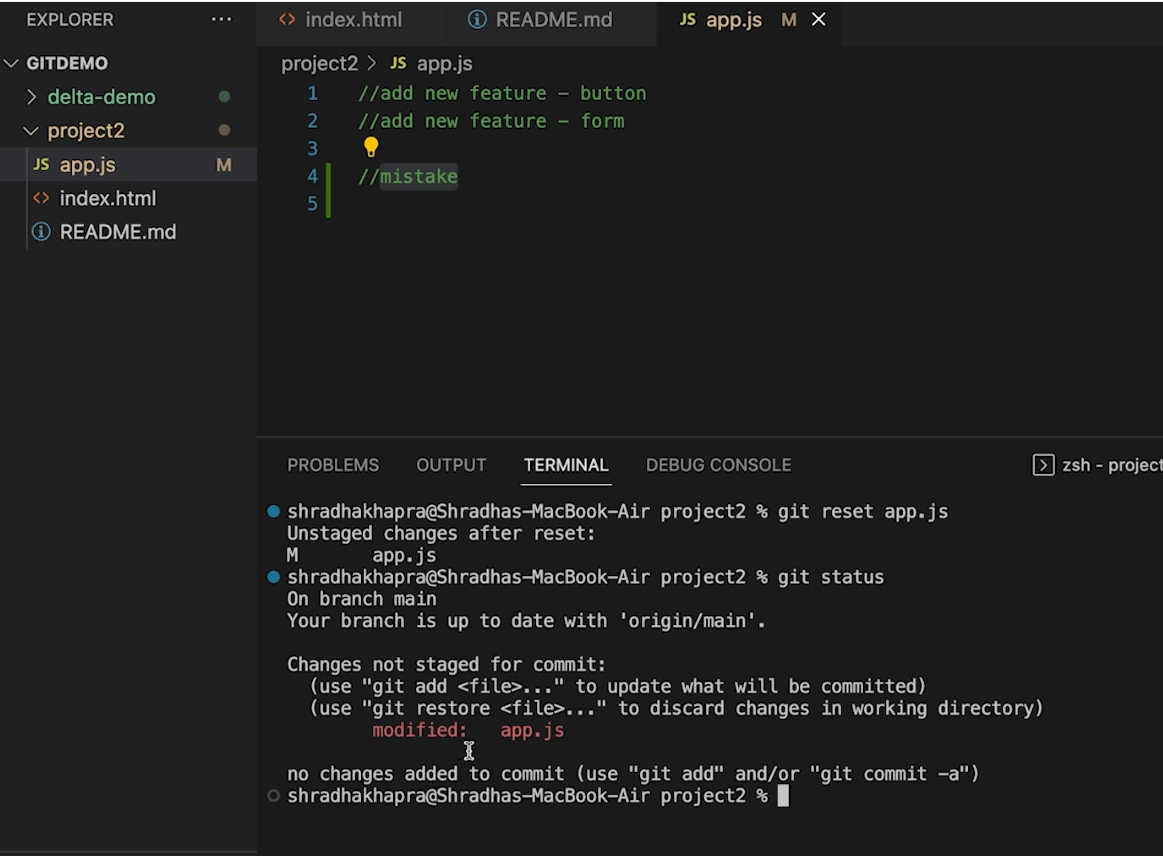 EXPLORER
GITDEMO
delta-demo
project2
JS app.js M
index.html
README.md
index.html README.md JS app.js M
project2 > JS app.js
1 //add new feature - button
2 //add new feature - form
3
4 //mistake
5
PROBLEMS OUTPUT TERMINAL DEBUG CONSOLE zsh - project
shradhakhapra@Shradhas-MacBook-Air project2 % git reset app.js
Unstaged changes after reset:
M app.js
shradhakhapra@Shradhas-MacBook-Air project2 % git status
On branch main
Your branch is up to date with 'origin/main'.
Changes not staged for commit:
(use "git add <file>..." to update what will be committed)
(use "git restore <file>..." to discard changes in working directory)
modified: app.js
no changes added to commit (use "git add" and/or "git commit -a")
shradhakhapra@Shradhas-MacBook-Air project2 %